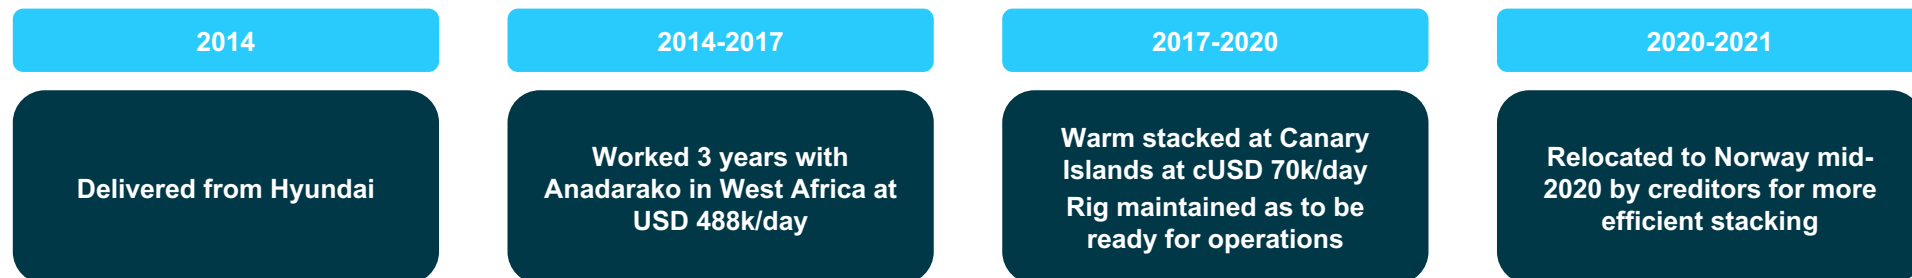 2014
Delivered from Hyundai
2014-2017
Worked 3 years with
Anadarako in West Africa at
USD 488k/day
2017-2020
Warm stacked at Canary
Islands at cUSD 70k/day
Rig maintained as to be
ready for operations
2020-2021
Relocated to Norway mid-
2020 by creditors for more
efficient stacking